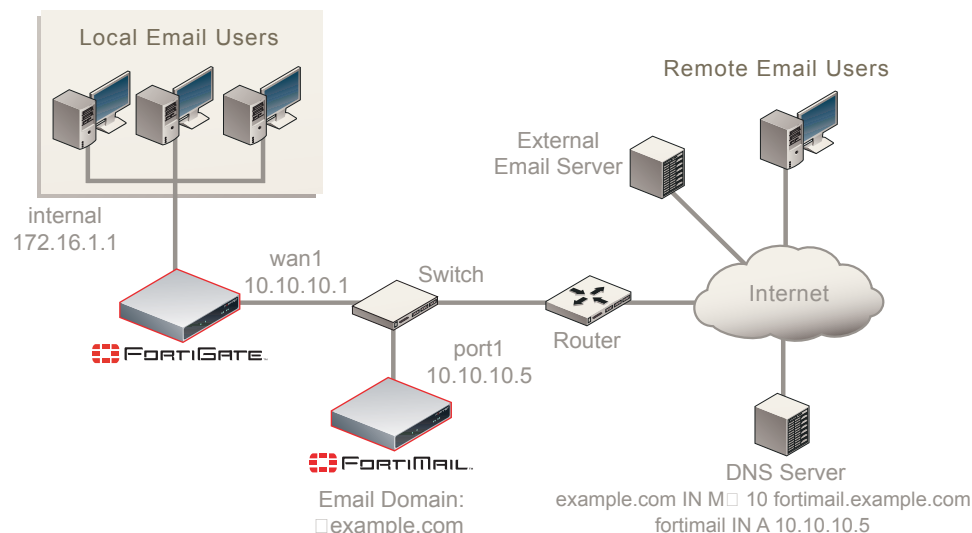 Local Email Users
Remote Email Users
External
Email Server
internal
172.16.1.1
wan1
10.10.10.1
Switch
Internet
Router
port1
10.10.10.5
FORTIGATE
FORTIMAIL
DNS Server
Email Domain:
□example.com
example.com IN M□ 10 fortimail.example.com
fortimail IN A 10.10.10.5